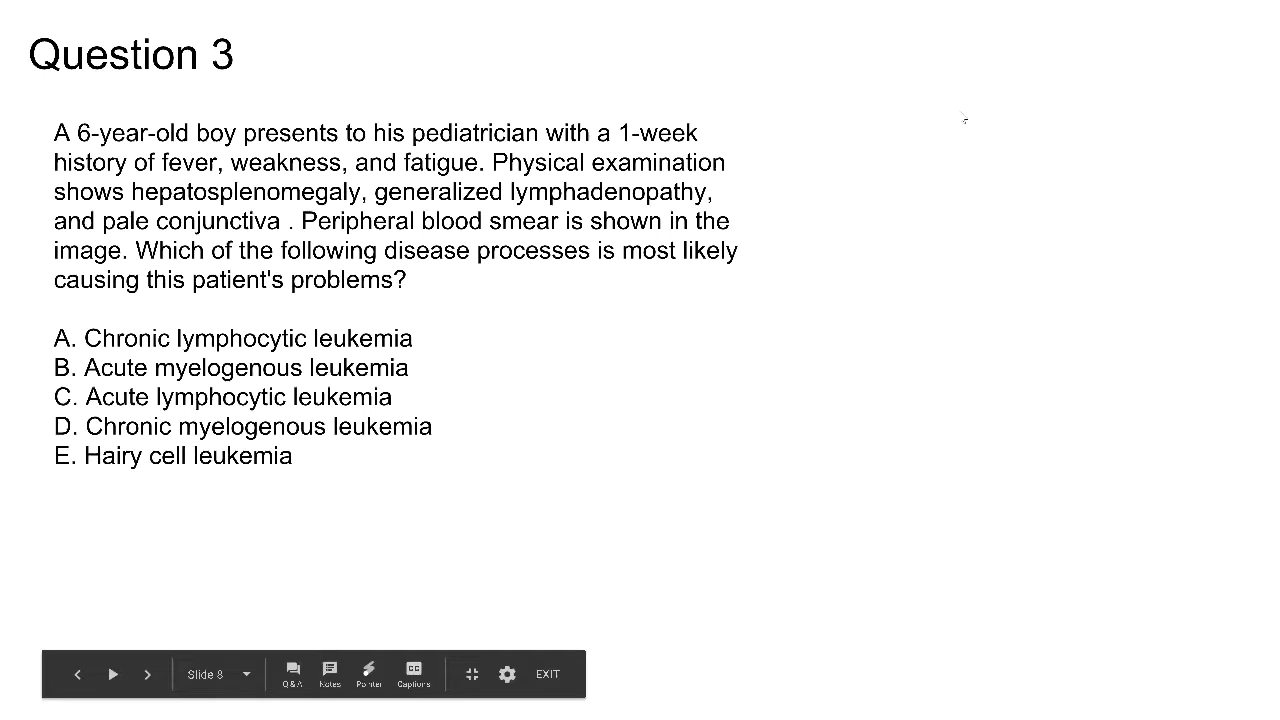 Question 3
A 6-year-old boy presents to his pediatrician with a 1-week
history of fever, weakness, and fatigue. Physical examination
shows hepatosplenomegaly, generalized lymphadenopathy,
and pale conjunctiva . Peripheral blood smear is shown in the
image. Which of the following disease processes is most likely
causing this patient's problems?
A. Chronic lymphocytic leukemia
B. Acute myelogenous leukemia
C. Acute lymphocytic leukemia
D. Chronic myelogenous leukemia
E. Hairy cell leukemia
Slide 8
Q & A
Notes
Pointer
CC
Captions
EXIT